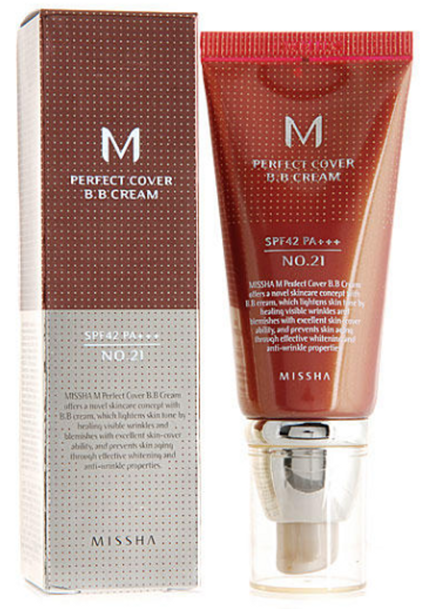 M
PERFECT COVER
B.B CREAM
SPF42 PA+++
NO.21
MISSHA M Perfect Cover B.B Cream
offers a novel skincare concept with
B.B cream, which lightens skin tone by
healing visible wrinkles and
blemishes with excellent skin-cover
ability, and prevents skin aging
through effective whitening and
anti-wrinkle properties.
MISSHA
M
PERFECT COVER
B.B CREAM
SPF42 PA+++
NO.21
MISSHA M Perfect Cover B.B Cream
offers a novel skincare concept with
B.B cream, which lightens skin tone by
healing visible wrinkles and
blemishes with excellent skin-cover
ability, and prevents skin aging
through effective whitening and
anti-wrinkle properties
MISSHA